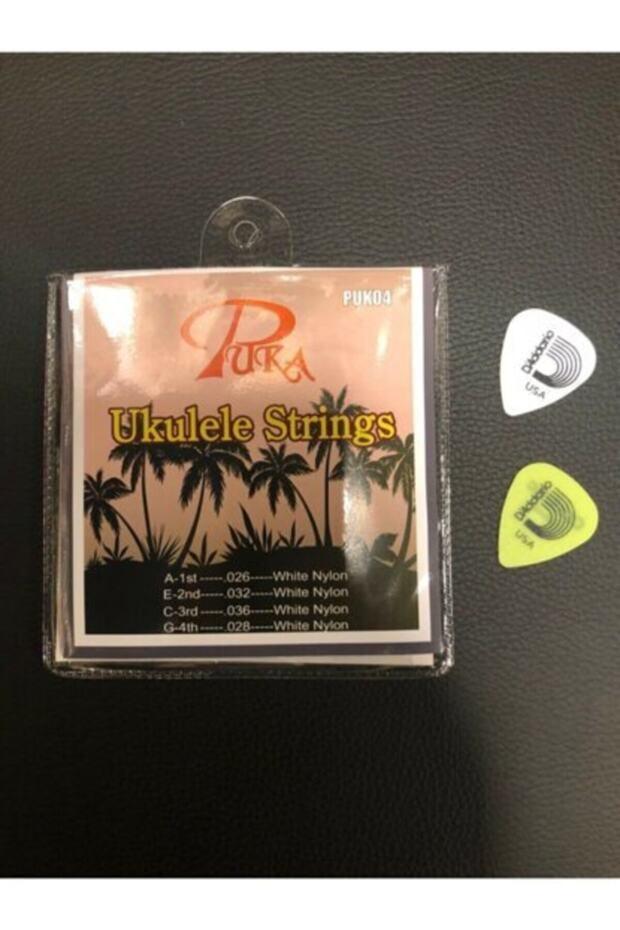 PUK04
PUKA
Ukulele Strings
A-1st-----.026-----White Nylon
E-2nd-----.032-----White Nylon
C-3rd-----.036-----White Nylon
G-4th-----.028-----White Nylon
D'Addario
USA
D'Addario
USA